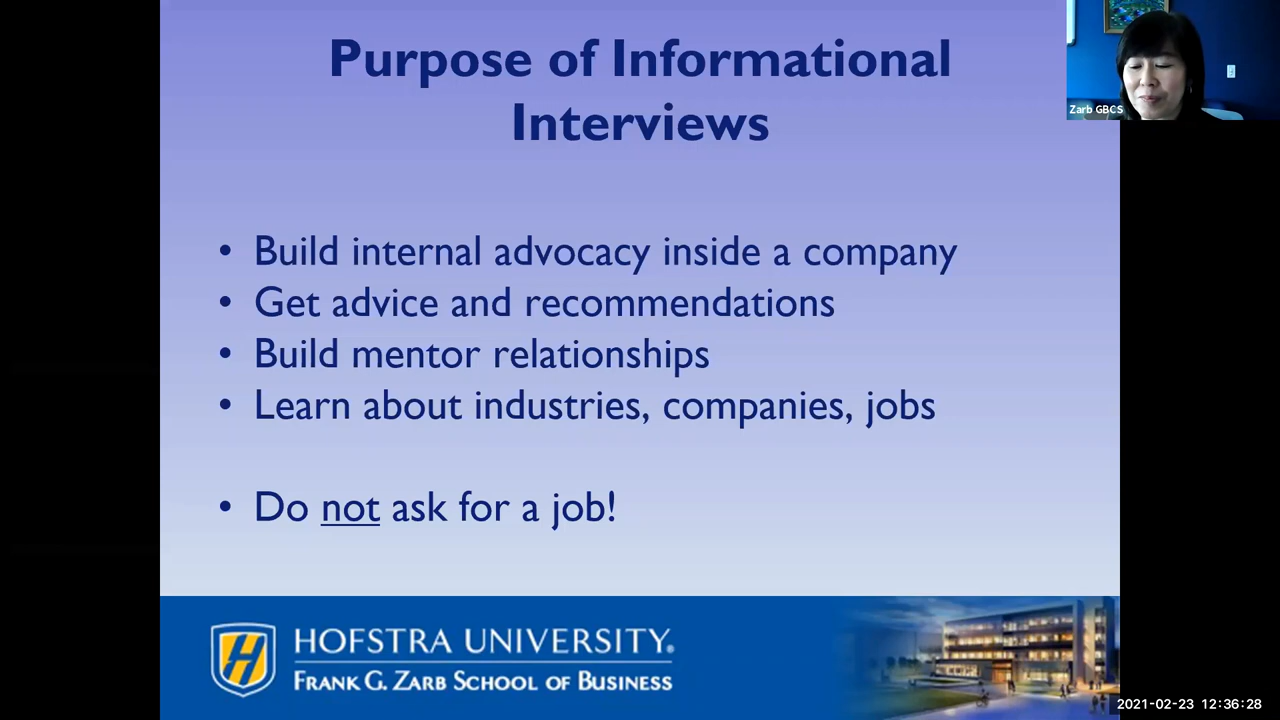 Purpose of Informational
Interviews
Zarb GBCS
• Build internal advocacy inside a company
• Get advice and recommendations
• Build mentor relationships
• Learn about industries, companies, jobs
• Do not ask for a job!
H
HOFSTRA UNIVERSITY®
FRANK G. ZARB SCHOOL OF BUSINESS
2021-02-23 12:36:28